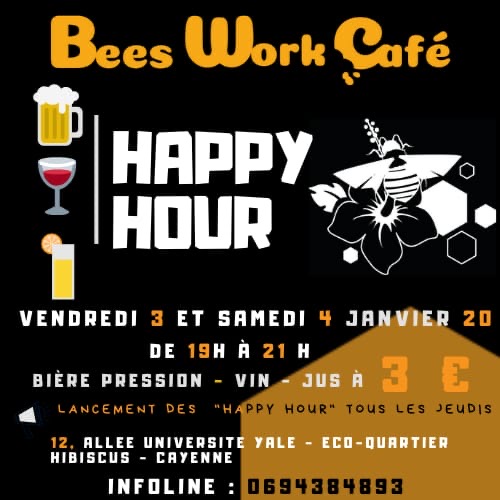 Bees Work Café
HAPPY
HOUR
VENDREDI 3 ET SAMEDI 4 JANVIER 20
DE 19H À 21 H
BIÈRE PRESSION - VIN - JUS À 3 €
LANCEMENT DES "HAPPY HOUR" TOUS LES JEUDIS
12, ALLEE UNIVERSITE YALE - ECO-QUARTIER
HIBISCUS - CAYENNE
INFOLINE : 0694384893